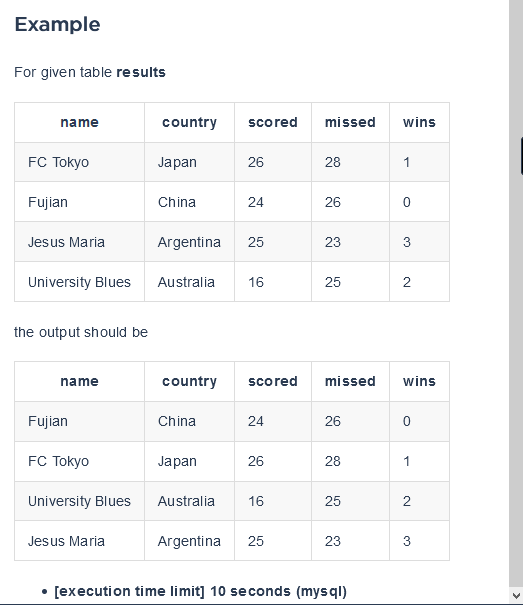 Example
For given table results
name country scored missed wins
FC Tokyo Japan 26 28 1
Fujian China 24 26 0
Jesus Maria Argentina 25 23 3
University Blues Australia 16 25 2
the output should be
name country scored missed wins
Fujian China 24 26 0
FC Tokyo Japan 26 28 1
University Blues Australia 16 25 2
Jesus Maria Argentina 25 23 3
• [execution time limit] 10 seconds (mysql)